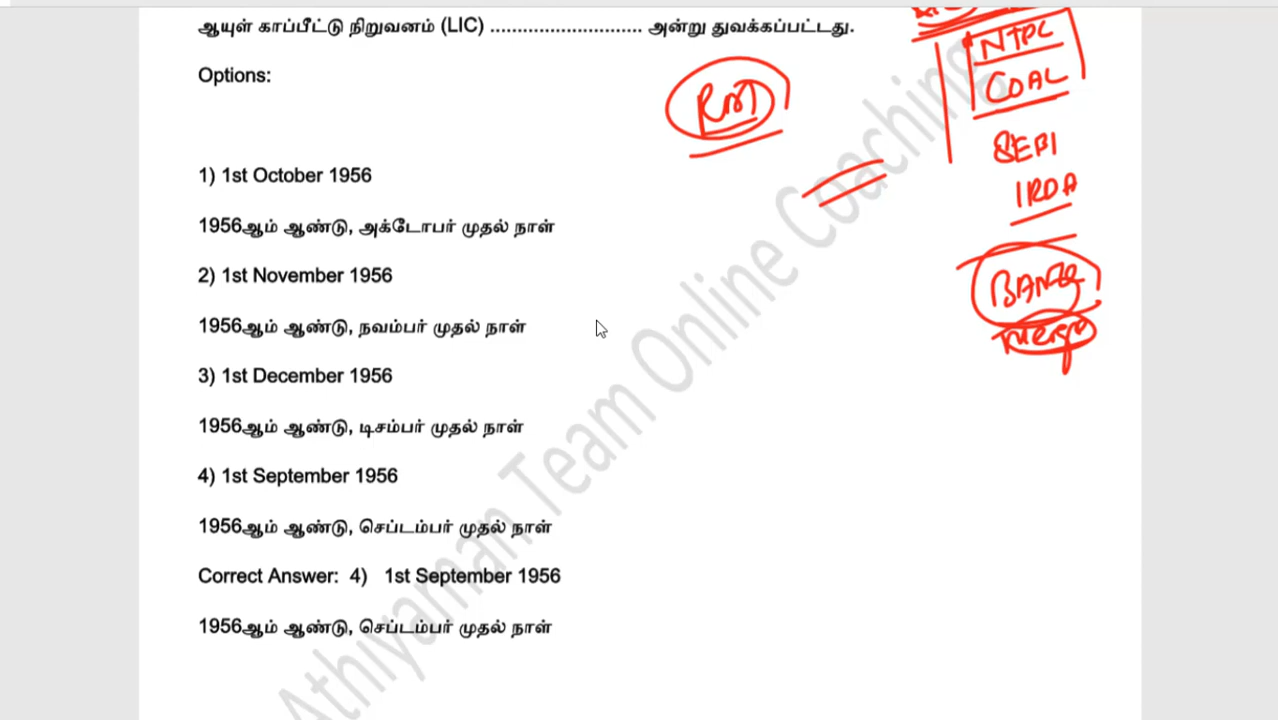 ஆயுள் காப்பீட்டு நிறுவனம் (LIC) ............................. அன்று துவக்கப்பட்டது.
NTPC
Options:
COAL
SEBI
IRDA
1) 1st October 1956
1956ஆம் ஆண்டு, அக்டோபர் முதல் நாள்
2) 1st November 1956
BANK
1956ஆம் ஆண்டு, நவம்பர் முதல் நாள்
merge
3) 1st December 1956
1956ஆம் ஆண்டு, டிசம்பர் முதல் நாள்
4) 1st September 1956
1956ஆம் ஆண்டு, செப்டம்பர் முதல் நாள்
Correct Answer: 4) 1st September 1956
1956ஆம் ஆண்டு, செப்டம்பர் முதல் நாள்
Athiyaman Team Online Coaching